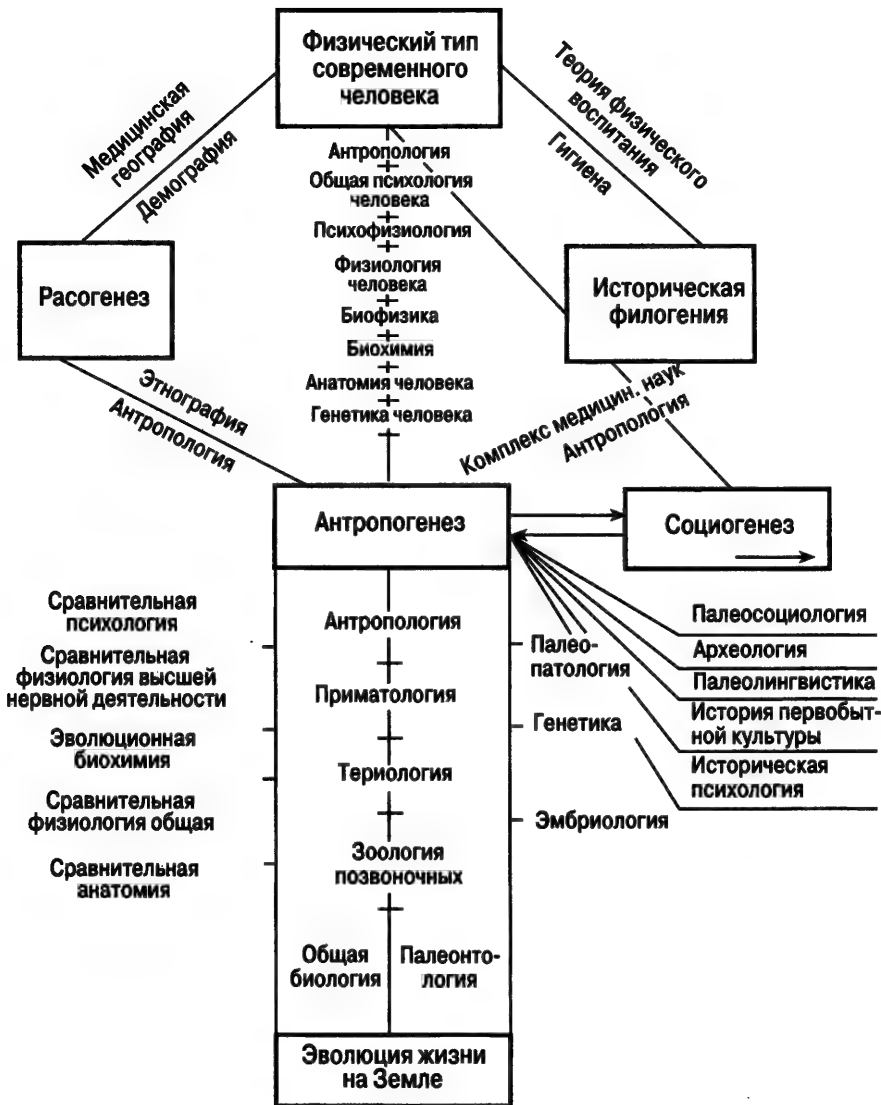 Физический тип
современного
человека
Медицинская
география
Демография
Теория физического
воспитания
Гигиена
Антропология
Общая психология
человека
Психофизиология
Физиология
человека
Биофизика
Биохимия
Анатомия человека
Генетика человека
Расогенез
Историческая
филогения
Этнография
Антропология
Комплекс медицин. наук
Антропология
Антропогенез
Социогенез
Сравнительная
психология
Сравнительная
физиология высшей
нервной деятельности
Эволюционная
биохимия
Сравнительная
физиология общая
Сравнительная
анатомия
Антропология
Приматология
Териология
Зоология
позвоночных
Общая
биология
Палеонто-
логия
Палео-
патология
Генетика
Эмбриология
Палеосоциология
Археология
Палеолингвистика
История первобыт-
ной культуры
Историческая
психология
Эволюция жизни
на Земле